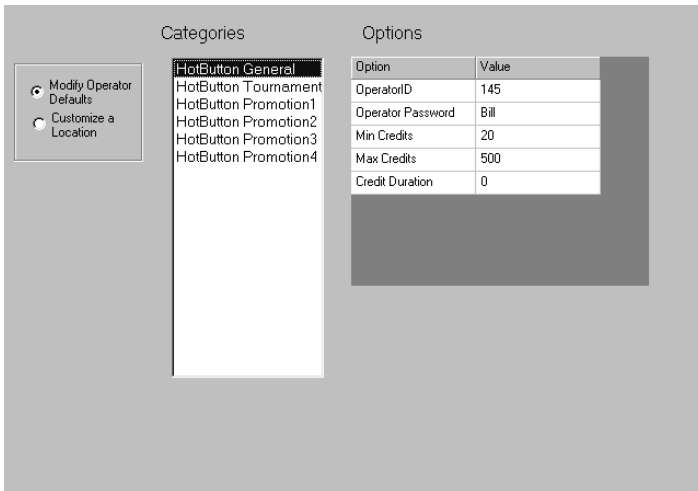 Categories
Options
Modify Operator
Defaults
Customize a
Location
HotButton General
HotButton Tournament
HotButton Promotion1
HotButton Promotion2
HotButton Promotion3
HotButton Promotion4
Option Value
OperatorID 145
Operator Password Bill
Min Credits 20
Max Credits 500
Credit Duration 0